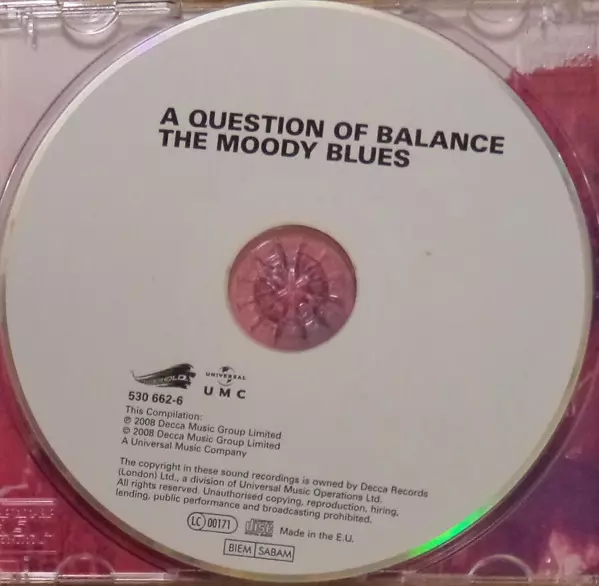 A QUESTION OF BALANCE
THE MOODY BLUES
UNIVERSAL
UMC
530 662-6
This Compilation:
℗ 2008 Decca Music Group Limited
© 2008 Decca Music Group Limited
A Universal Music Company
The copyright in these sound recordings is owned by Decca Records
(London) Ltd., a division of Universal Music Operations Ltd.
All rights reserved. Unauthorised copying, reproduction, hiring,
lending, public performance and broadcasting prohibited.
LC 00171
disc
Made in the E.U.
BIEM SABAM